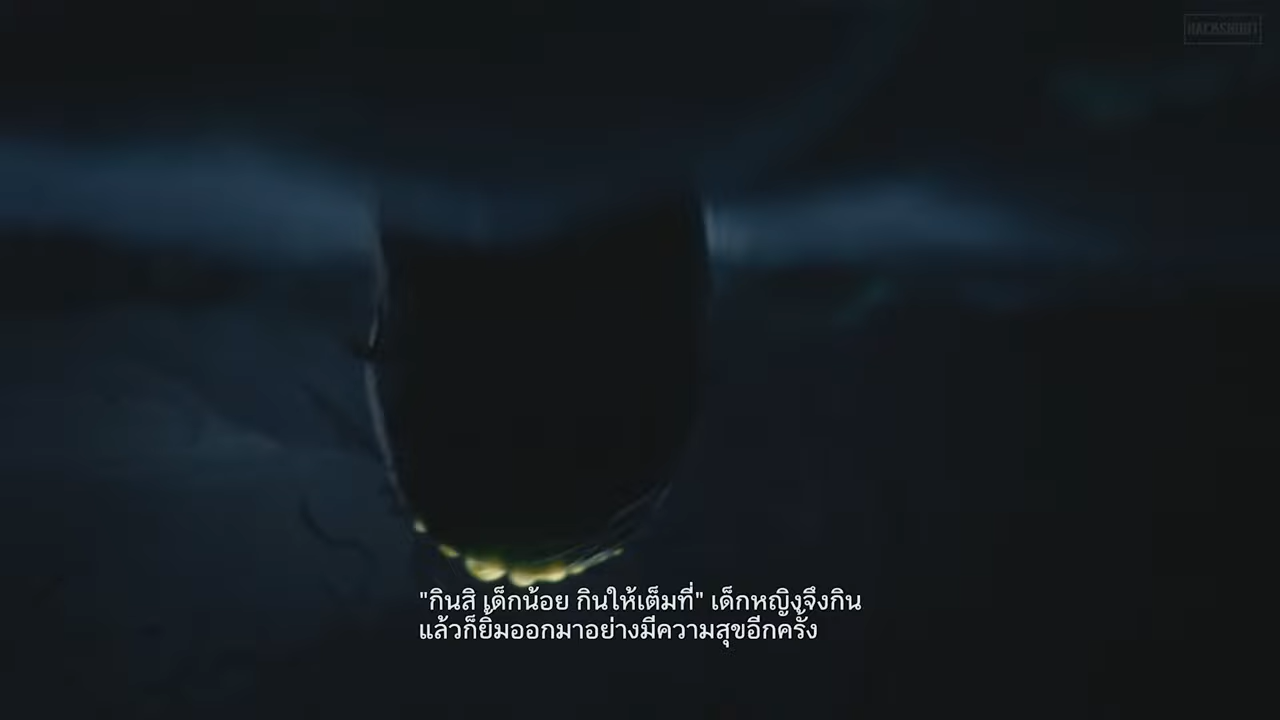 "กินสิ เด็กน้อย กินให้เต็มที่" เด็กหญิงจึงกิน
แล้วก็ยิ้มออกมาอย่างมีความสุขอีกครั้ง